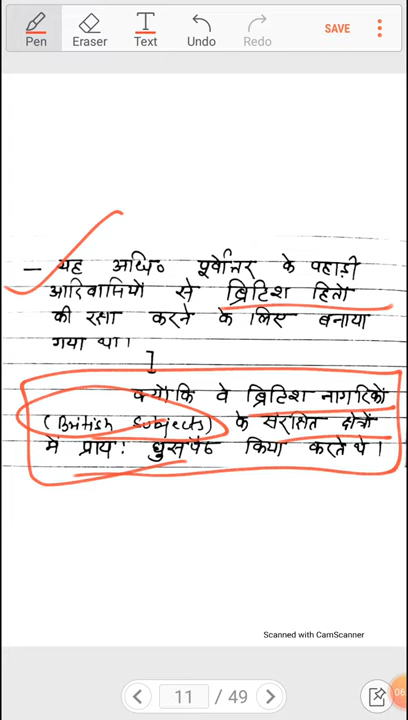 Pen Eraser Text Undo Redo SAVE
— यह अधि० पूर्वोत्तर के पहाड़ी
आदिवासियों से ब्रिटिश हितों
की रक्षा करने के लिए बनाया
गया था।
क्योंकि वे ब्रिटिश नागरिकों
(British Subjects) के संरक्षित क्षेत्रों
में प्राय: घुसपैठ किया करते थे।
Scanned with CamScanner
11 / 49
06